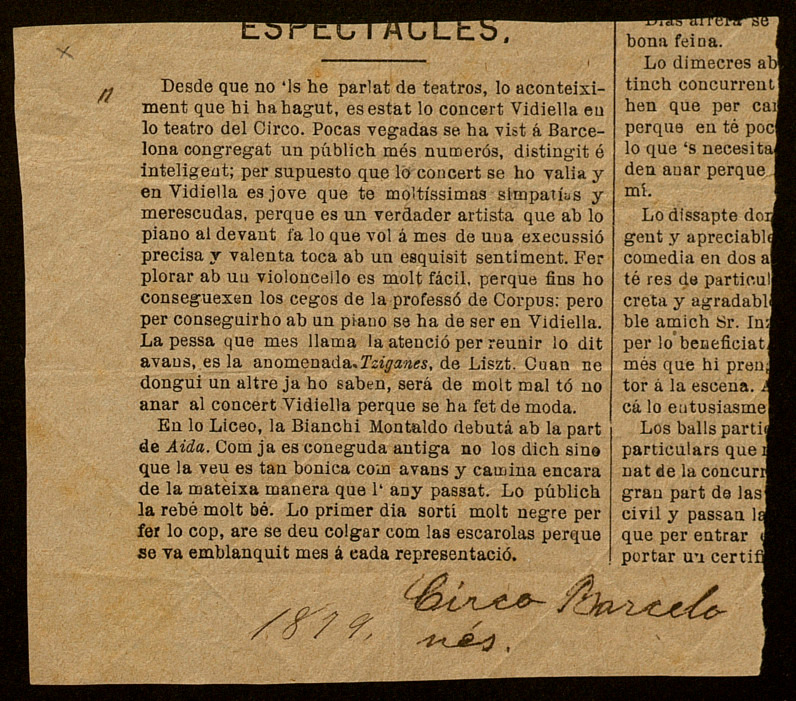 ESPECTACLES.
Desde que no 'ls he parlat de teatros, lo aconteixi-
ment que hi ha hagut, es estat lo concert Vidiella en
lo teatro del Circo. Pocas vegadas se ha vist á Barce-
lona congregat un públich més numerós, distingit é
inteligent; per supuesto que lo concert se ho valia y
en Vidiella es jove que te moltíssimas simpatías y
merescudas, perque es un verdader artista que ab lo
piano al devant fa lo que vol á mes de una execussió
precisa y valenta toca ab un esquisit sentiment. Fer
plorar ab un violoncello es molt fácil, perque fins ho
conseguexen los cegos de la professó de Corpus: pero
per conseguirho ab un piano se ha de ser en Vidiella.
La pessa que mes llama la atenció per reunir lo dit
avans, es la anomenada Tziganes, de Liszt. Cuan ne
dongui un altre ja ho saben, será de molt mal tó no
anar al concert Vidiella perque se ha fet de moda.
En lo Liceo, la Bianchi Montaldo debutá ab la part
de Aida. Com ja es coneguda antiga no los dich sino
que la veu es tan bonica com avans y camina encara
de la mateixa manera que l' any passat. Lo públich
la rebé molt bé. Lo primer dia sortí molt negre per
fer lo cop, are se deu colgar com las escarolas perque
se va emblanquit mes á cada representació.
Dias arrera se
bona feina.
Lo dimecres ab
tinch concurrent
hen que per
perque en té poc
lo que 's necesita
den anar perque
mí.
Lo dissapte
gent y apreciable
comedia en dos a
té res de particul
creta y agradabl
ble amich Sr.
per lo beneficiat
més que hi
tor á la escena.
cá lo entusiasme
Los balls parti
particulars que
nat de la concurr
gran part de las
civil y passan la
que per entrar
portar un certifi
Circo Barcelo
nés.
1879.